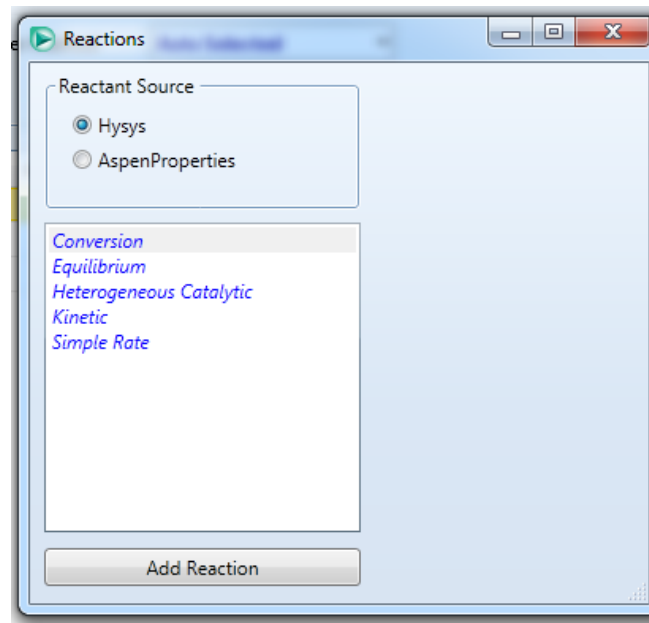 Reactions
Reactant Source
Hysys
AspenProperties
Conversion
Equilibrium
Heterogeneous Catalytic
Kinetic
Simple Rate
Add Reaction